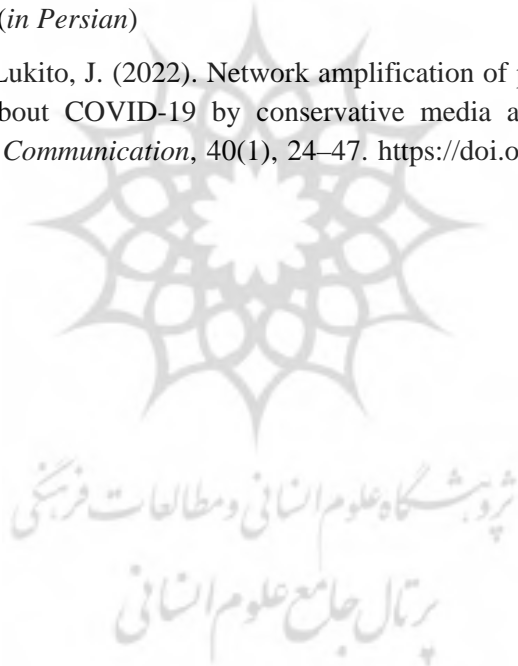 (in Persian)
Lukito, J. (2022). Network amplification of
bout COVID-19 by conservative media a
Communication, 40(1), 24–47. https://doi.o
پژوهشگاه علوم انسانی و مطالعات فرهنگی
پرتال جامع علوم انسانی